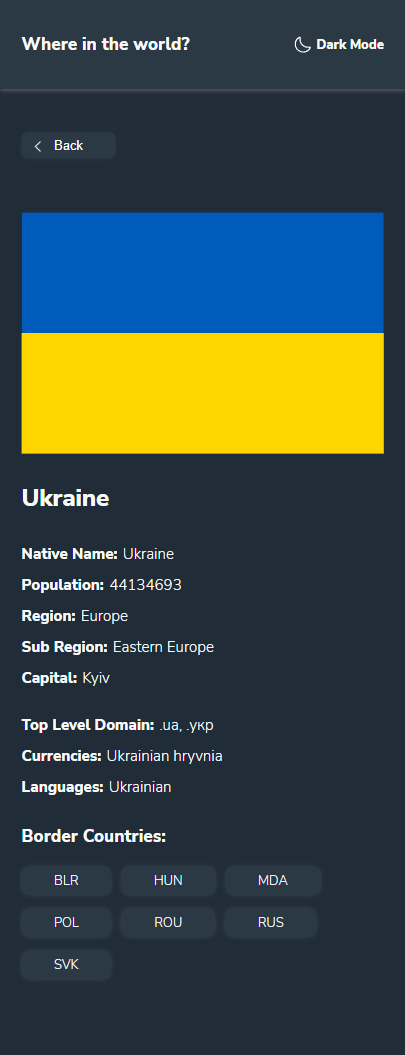 Where in the world? Dark Mode
Back
Ukraine
Native Name: Ukraine
Population: 44134693
Region: Europe
Sub Region: Eastern Europe
Capital: Kyiv
Top Level Domain: .ua, .укр
Currencies: Ukrainian hryvnia
Languages: Ukrainian
Border Countries:
BLR HUN MDA
POL ROU RUS
SVK